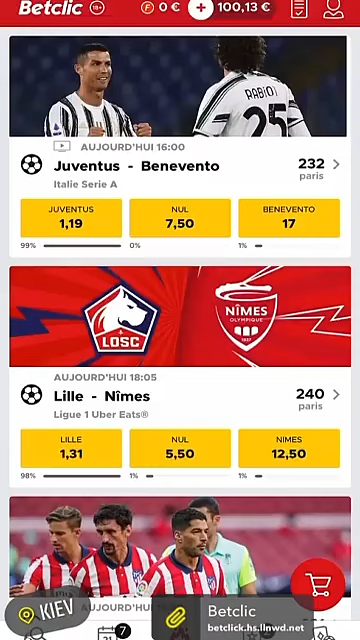 Betclic 18+ F 0 € + 100,13 €
RABIOT
25
AUJOURD'HUI 16:00
Juventus - Benevento 232 >
Italie Serie A paris
JUVENTUS NUL BENEVENTO
1,19 7,50 17
99% 0% 1%
LOSC
NÎMES
OLYMPIQUE
1937
AUJOURD'HUI 18:05
Lille - Nîmes 240 >
Ligue 1 Uber Eats® paris
LILLE NUL NIMES
1,31 5,50 12,50
98% 1% 1%
KIEV
7
Betclic
betclick.hs.linwd.net